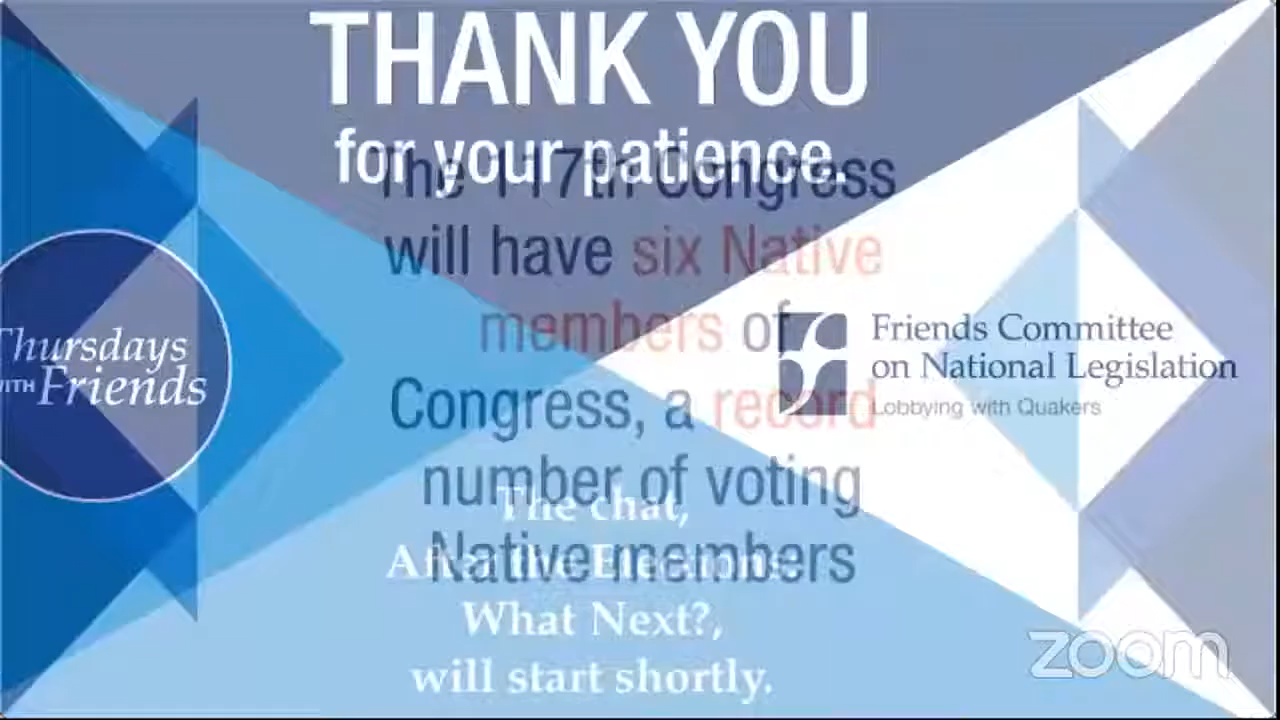 THANK YOU
for your patience.
The 117th Congress
will have six Native
members of
Congress, a record
number of voting
Native members
Thursdays
WITH Friends
Friends Committee
on National Legislation
Lobbying with Quakers
The chat,
After the Elections:
What Next?,
will start shortly.
zoom